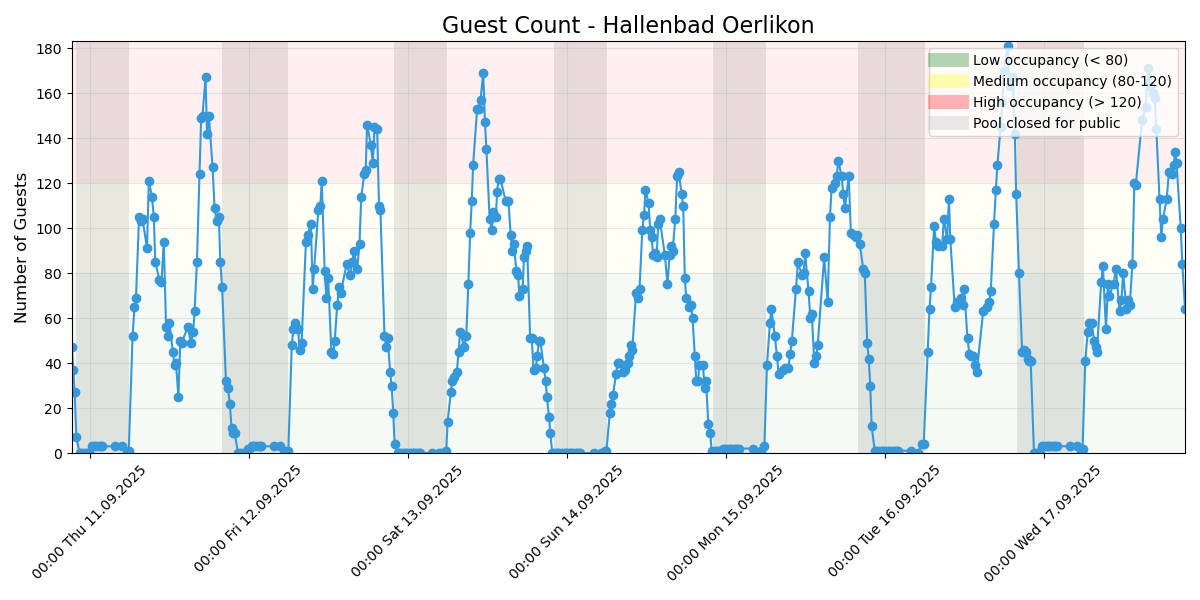 Guest Count - Hallenbad Oerlikon
Number of Guests
180
160
140
120
100
80
60
40
20
0
Low occupancy (< 80)
Medium occupancy (80-120)
High occupancy (> 120)
Pool closed for public
00:00 Thu 11.09.2025
00:00 Fri 12.09.2025
00:00 Sat 13.09.2025
00:00 Sun 14.09.2025
00:00 Mon 15.09.2025
00:00 Tue 16.09.2025
00:00 Wed 17.09.2025